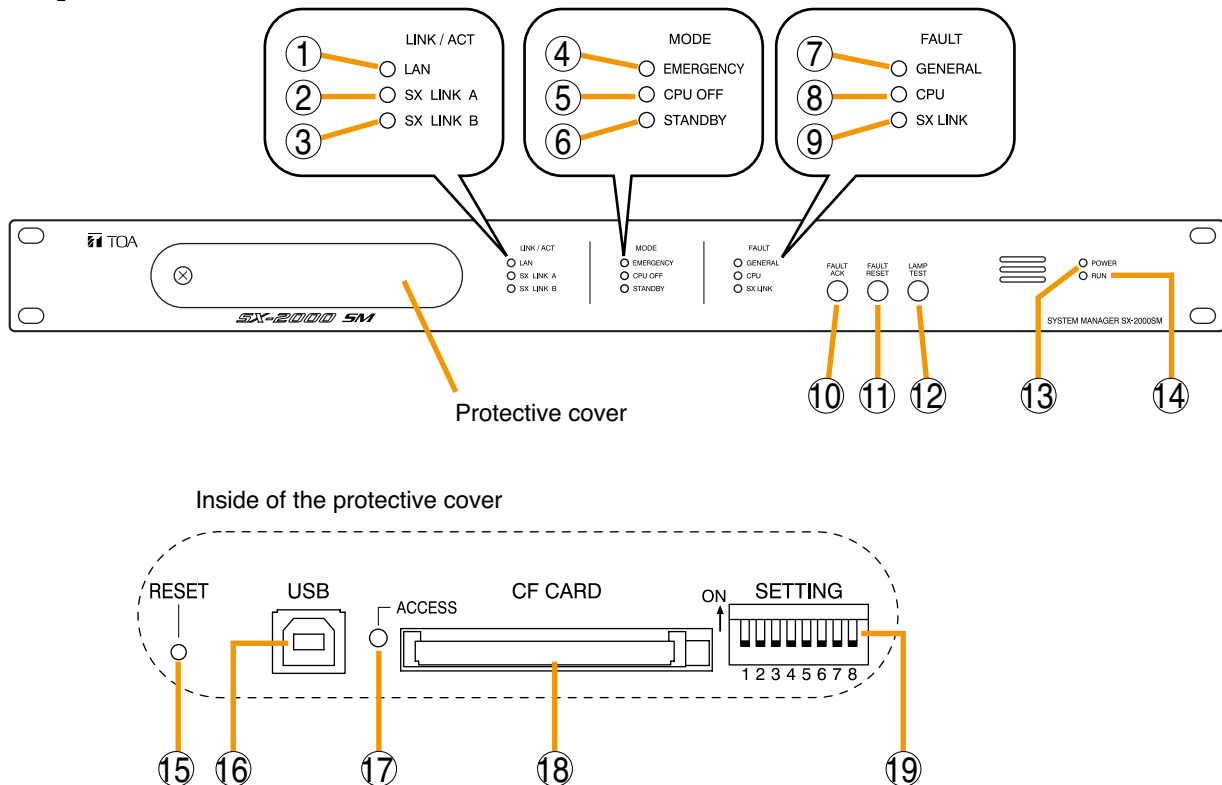 LINK / ACT
① LAN
② SX LINK A
③ SX LINK B
MODE
④ EMERGENCY
⑤ CPU OFF
⑥ STANDBY
FAULT
⑦ GENERAL
⑧ CPU
⑨ SX LINK
TOA
SX-2000 SM
LINK / ACT
LAN
SX LINK A
SX LINK B
MODE
EMERGENCY
CPU OFF
STANDBY
FAULT
GENERAL
CPU
SX LINK
FAULT ACK
FAULT RESET
LAMP TEST
POWER
RUN
SYSTEM MANAGER SX-2000SM
⑩ ⑪ ⑫ ⑬ ⑭
Protective cover
Inside of the protective cover
RESET
USB
ACCESS
CF CARD
ON
SETTING
1 2 3 4 5 6 7 8
⑮ ⑯ ⑰ ⑱ ⑲